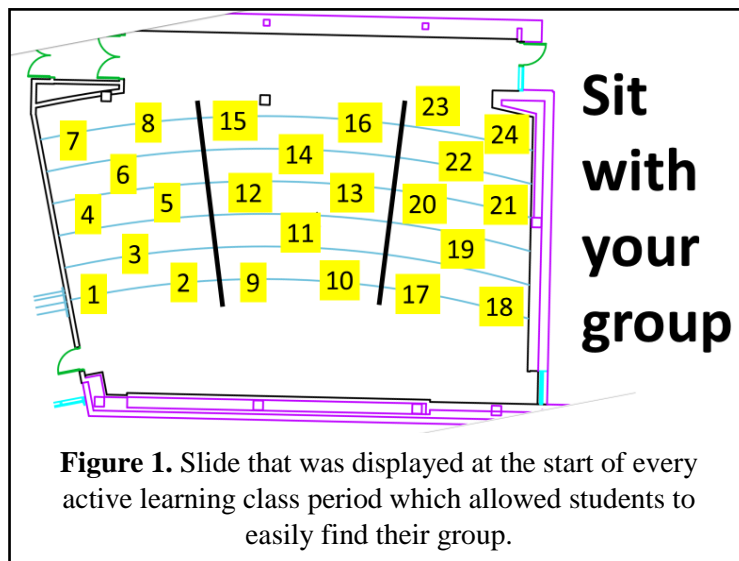 23
8 15 16
7 24
14
6 22
12 13
4 5 20 21
11
3 19
1 2 9 10 17 18
Sit
with
your
group
Figure 1. Slide that was displayed at the start of every
active learning class period which allowed students to
easily find their group.